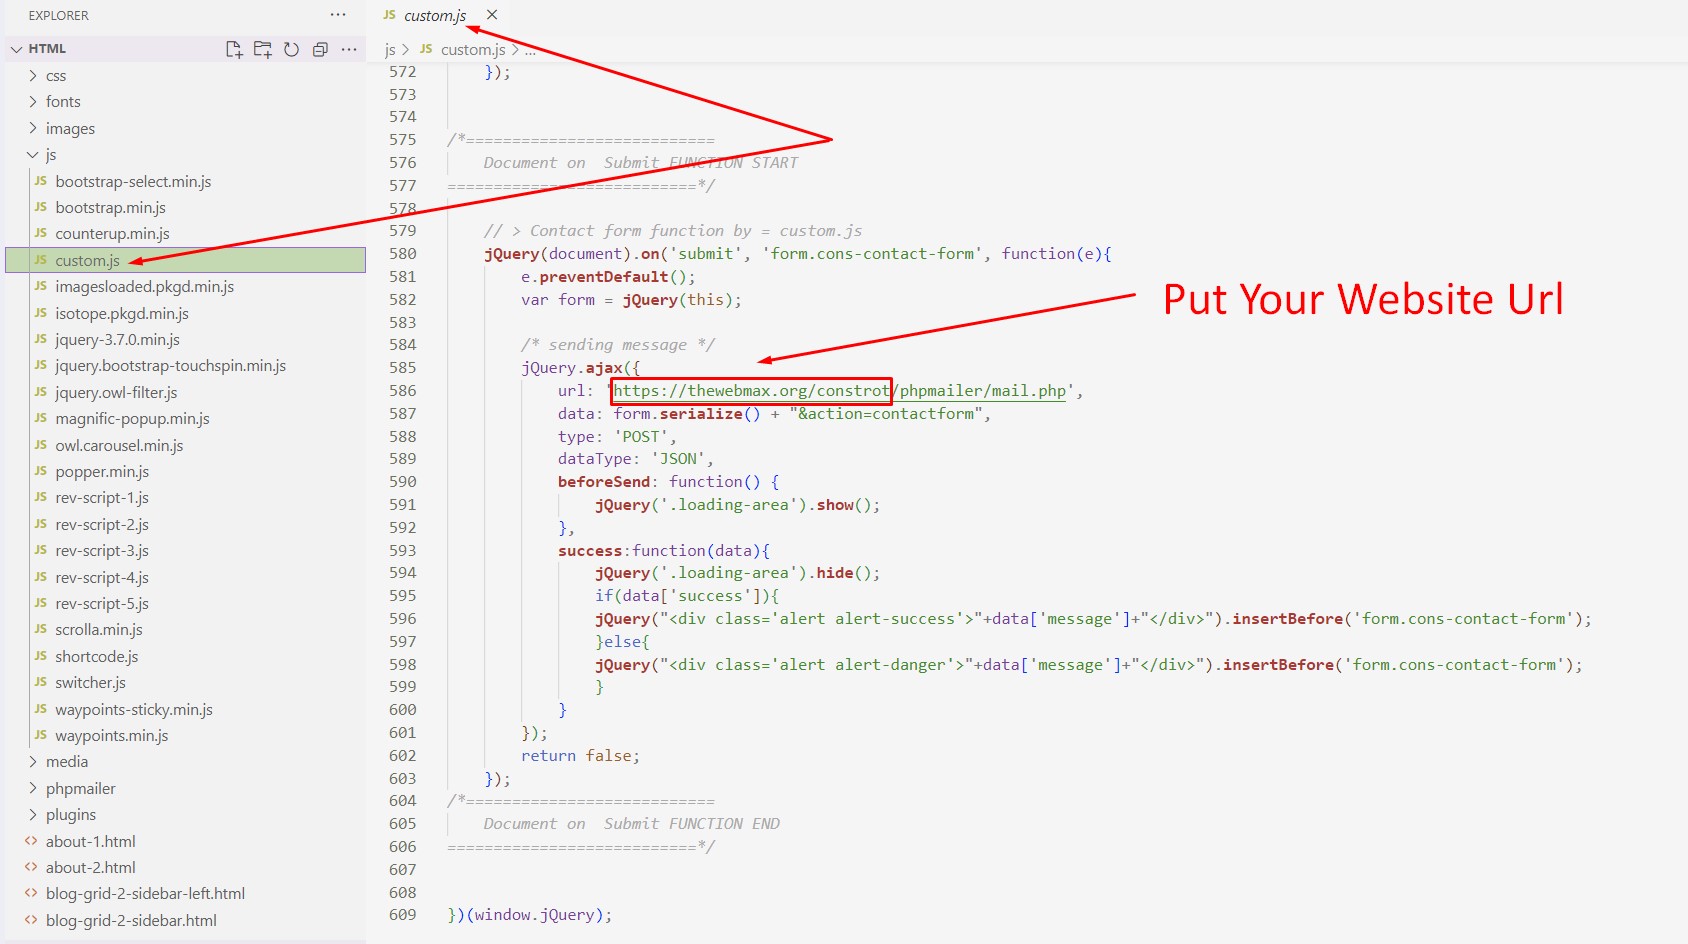 EXPLORER
HTML
css
fonts
images
js
JS bootstrap-select.min.js
JS bootstrap.min.js
JS counterup.min.js
JS custom.js
JS imagesloaded.pkgd.min.js
JS isotope.pkgd.min.js
JS jquery-3.7.0.min.js
JS jquery.bootstrap-touchspin.min.js
JS jquery.owl-filter.js
JS magnific-popup.min.js
JS owl.carousel.min.js
JS popper.min.js
JS rev-script-1.js
JS rev-script-2.js
JS rev-script-3.js
JS rev-script-4.js
JS rev-script-5.js
JS scrolla.min.js
JS shortcode.js
JS switcher.js
JS waypoints-sticky.min.js
JS waypoints.min.js
media
phpmailer
plugins
<> about-1.html
<> about-2.html
<> blog-grid-2-sidebar-left.html
<> blog-grid-2-sidebar.html
JS custom.js
js > JS custom.js > ...
572 });
573
574
575 /*===========================
576 Document on  Submit FUNCTION START
577 ===========================*/
578
579 // > Contact form function by = custom.js
580 jQuery(document).on('submit', 'form.cons-contact-form', function(e){
581 e.preventDefault();
582 var form = jQuery(this);
583
584 /* sending message */
585 jQuery.ajax({
586 url: 'https://thewebmax.org/constrot/phpmailer/mail.php',
587 data: form.serialize() + "&action=contactform",
588 type: 'POST',
589 dataType: 'JSON',
590 beforeSend: function() {
591 jQuery('.loading-area').show();
592 },
593 success:function(data){
594 jQuery('.loading-area').hide();
595 if(data['success']){
596 jQuery("<div class='alert alert-success'>"+data['message']+"</div>").insertBefore('form.cons-contact-form');
597 }else{
598 jQuery("<div class='alert alert-danger'>"+data['message']+"</div>").insertBefore('form.cons-contact-form');
599 }
600 }
601 });
602 return false;
603 });
604 /*===========================
605 Document on  Submit FUNCTION END
606 ===========================*/
607
608
609 })(window.jQuery);
Put Your Website Url